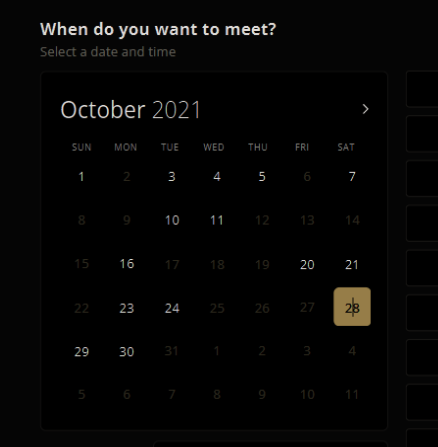 When do you want to meet?
Select a date and time
October 2021
SUN MON TUE WED THU FRI SAT
1 2 3 4 5 6 7
8 9 10 11 12 13 14
15 16 17 18 19 20 21
22 23 24 25 26 27 28
29 30 31 1 2 3 4
5 6 7 8 9 10 11